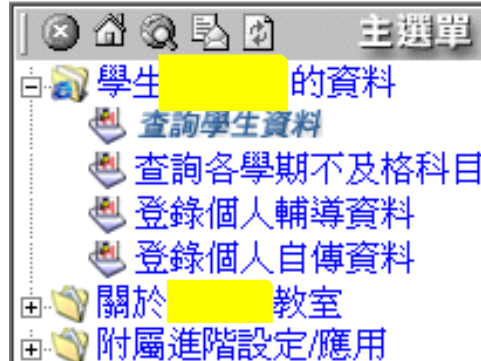 主選單
學生 的資料
查詢學生資料
查詢各學期不及格科目
登錄個人輔導資料
登錄個人自傳資料
關於 教室
附屬進階設定/應用